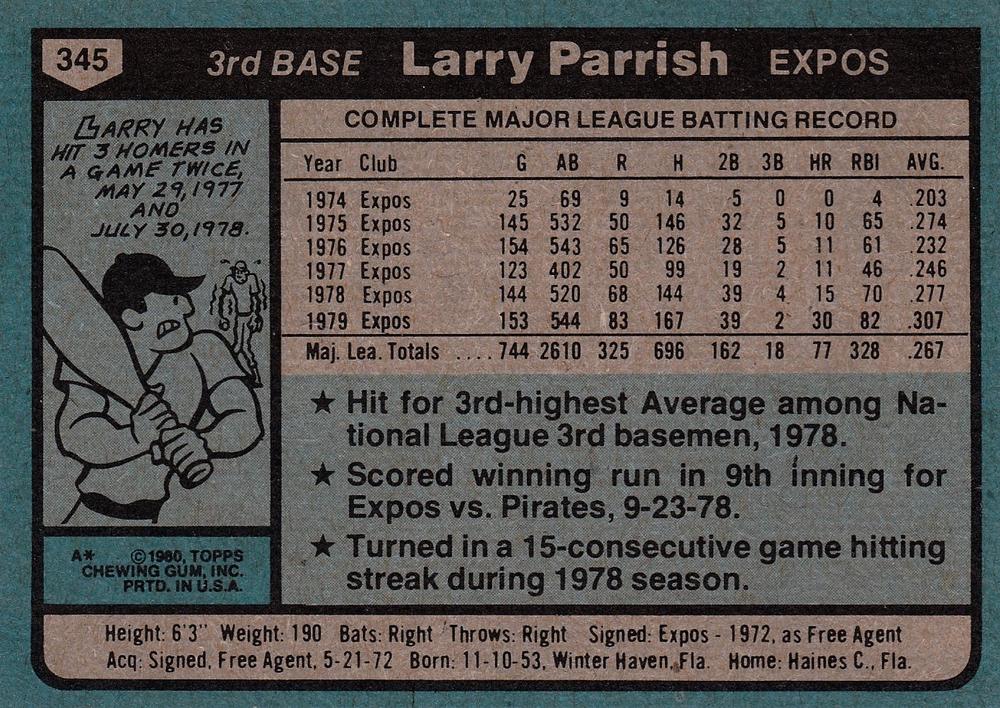 345 3rd BASE Larry Parrish EXPOS
LARRY HAS
HIT 3 HOMERS IN
A GAME TWICE,
MAY 29, 1977
AND
JULY 30, 1978.
COMPLETE MAJOR LEAGUE BATTING RECORD
Year Club G AB R H 2B 3B HR RBI AVG.
1974 Expos 25 69 9 14 5 0 0 4 .203
1975 Expos 145 532 50 146 32 5 10 65 .274
1976 Expos 154 543 65 126 28 5 11 61 .232
1977 Expos 123 402 50 99 19 2 11 46 .246
1978 Expos 144 520 68 144 39 4 15 70 .277
1979 Expos 153 544 83 167 39 2 30 82 .307
Maj. Lea. Totals .... 744 2610 325 696 162 18 77 328 .267
★ Hit for 3rd-highest Average among Na-
tional League 3rd basemen, 1978.
★ Scored winning run in 9th inning for
Expos vs. Pirates, 9-23-78.
★ Turned in a 15-consecutive game hitting
streak during 1978 season.
A* ©1980, TOPPS
CHEWING GUM, INC.
PRTD. IN U.S.A.
Height: 6'3" Weight: 190 Bats: Right Throws: Right Signed: Expos - 1972, as Free Agent
Acq: Signed, Free Agent, 5-21-72 Born: 11-10-53, Winter Haven, Fla. Home: Haines C., Fla.